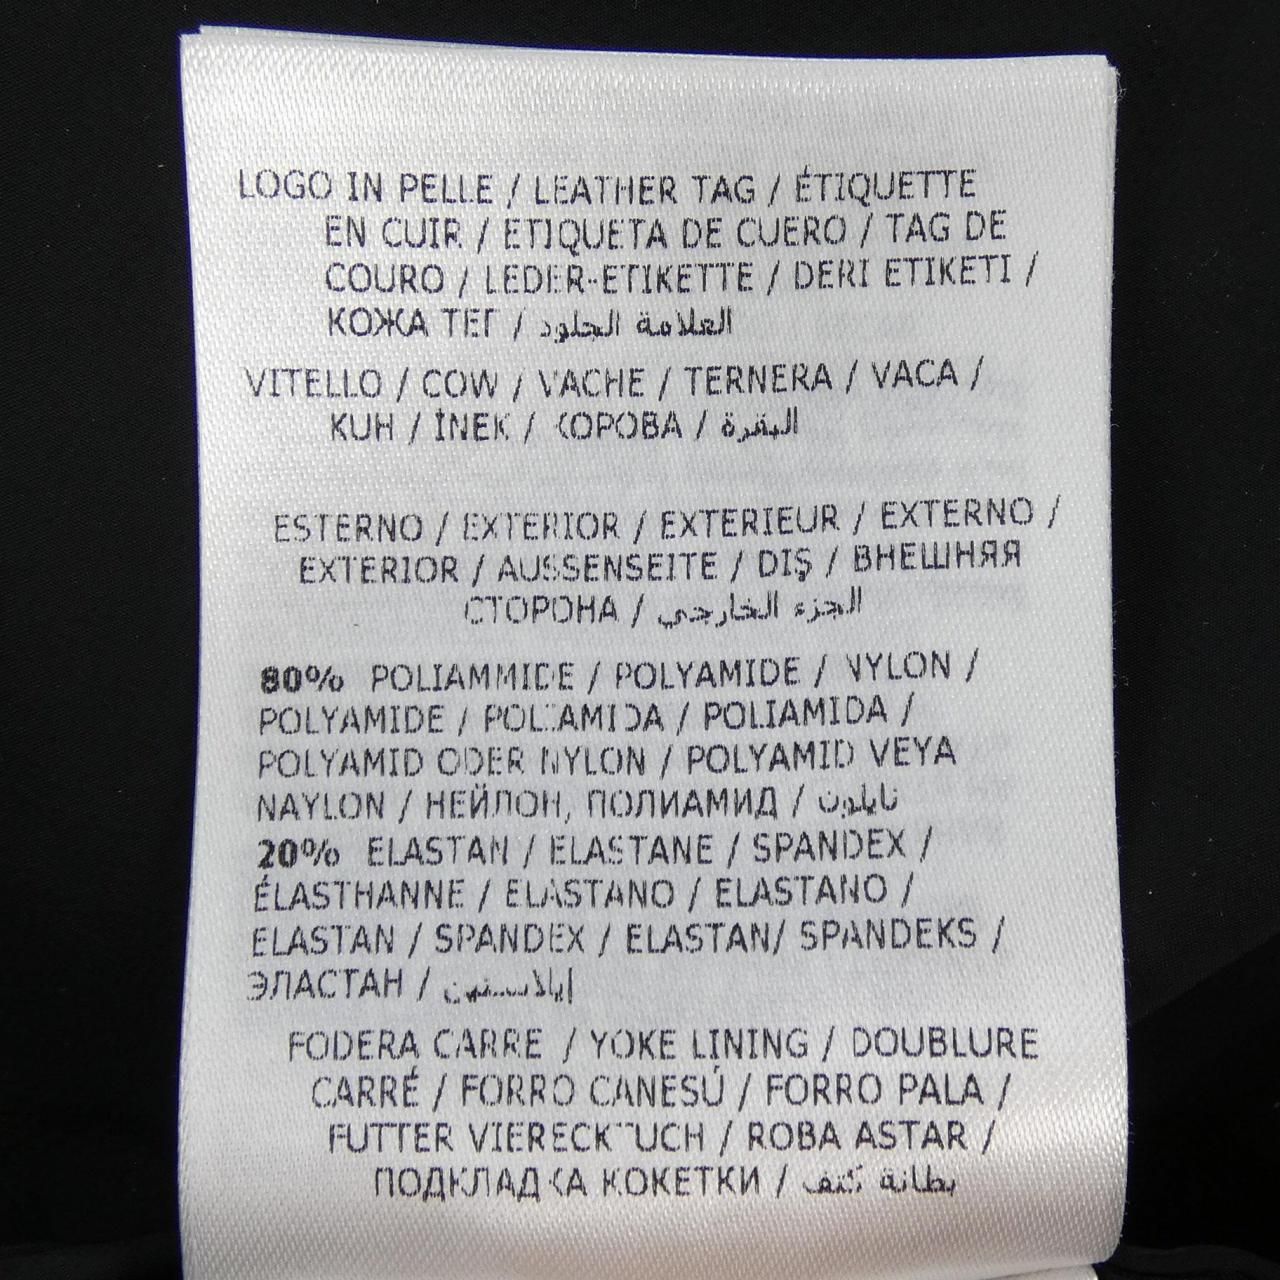 LOGO IN PELLE / LEATHER TAG / ÉTIQUETTE
EN CUIR / ETIQUETA DE CUERO / TAG DE
COURO / LEDER-ETIKETTE / DERI ETIKETI /
КОЖА ТЕГ / العلامة الجلود
VITELLO / COW / VACHE / TERNERA / VACA /
KUH / İNEK / КОРОВА / البقرة
ESTERNO / EXTERIOR / EXTERIEUR / EXTERNO /
EXTERIOR / AUSSENSEITE / DIŞ / ВНЕШНЯЯ
СТОРОНА / الجزء الخارجي
80% POLIAMMIDE / POLYAMIDE / NYLON /
POLYAMIDE / POLIAMIDA / POLIAMIDA /
POLYAMID ODER NYLON / POLYAMID VEYA
NAYLON / НЕЙЛОН, ПОЛИАМИД / نايلون
20% ELASTAN / ELASTANE / SPANDEX /
ÉLASTHANNE / ELASTANO / ELASTANO /
ELASTAN / SPANDEX / ELASTAN/ SPANDEKS /
ЭЛАСТАН / إيلاستين
FODERA CARRE / YOKE LINING / DOUBLURE
CARRÉ / FORRO CANESÚ / FORRO PALA /
FUTTER VIERECKTUCH / ROBA ASTAR /
ПОДКЛАДКА КОКЕТКИ / بطانة كتف